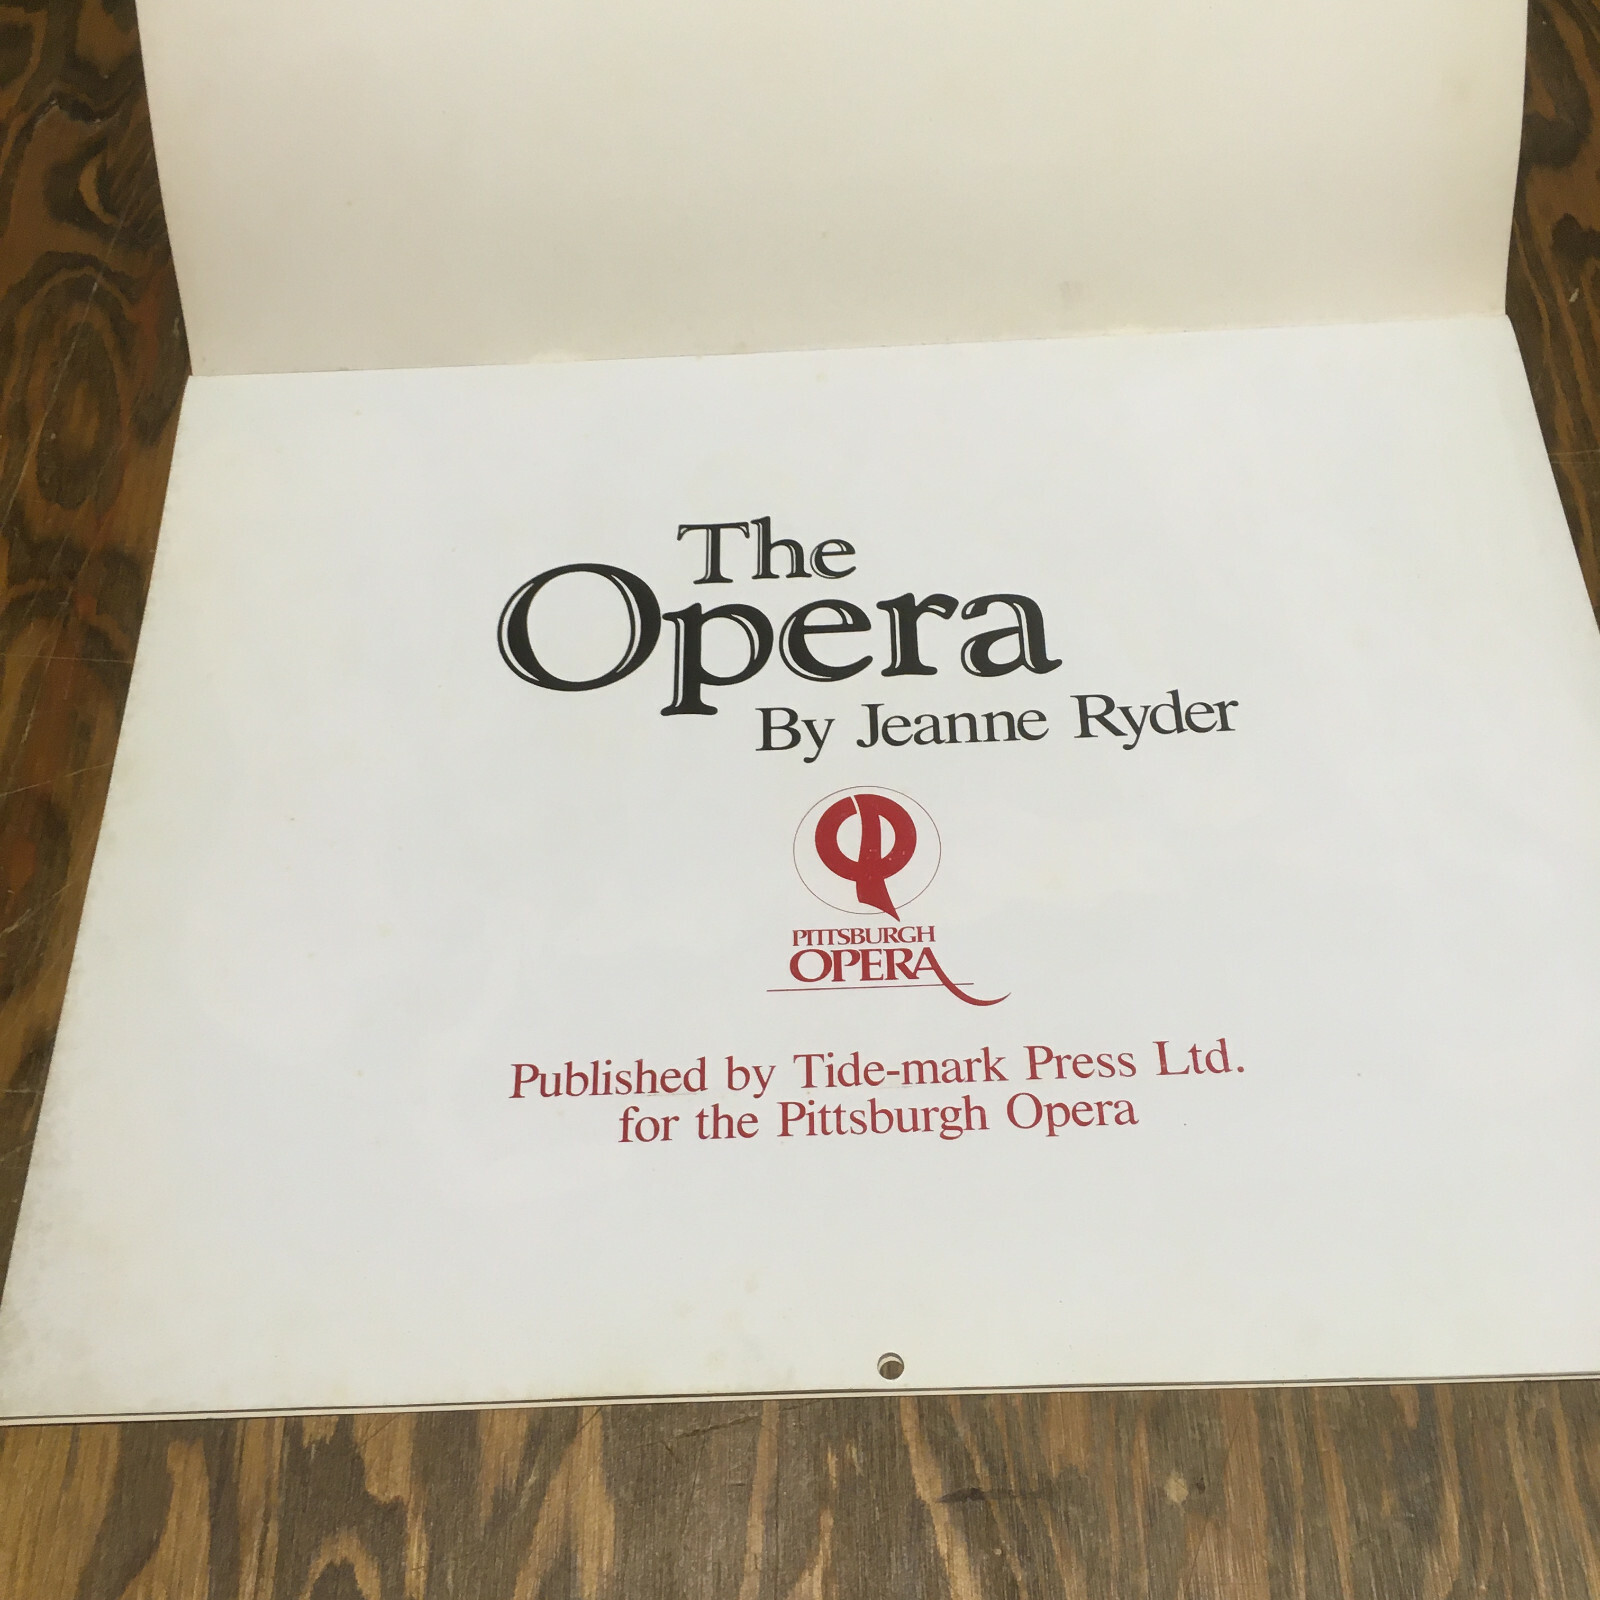 The
Opera
By Jeanne Ryder
PITTSBURGH
OPERA
Published by Tide-mark Press Ltd.
for the Pittsburgh Opera